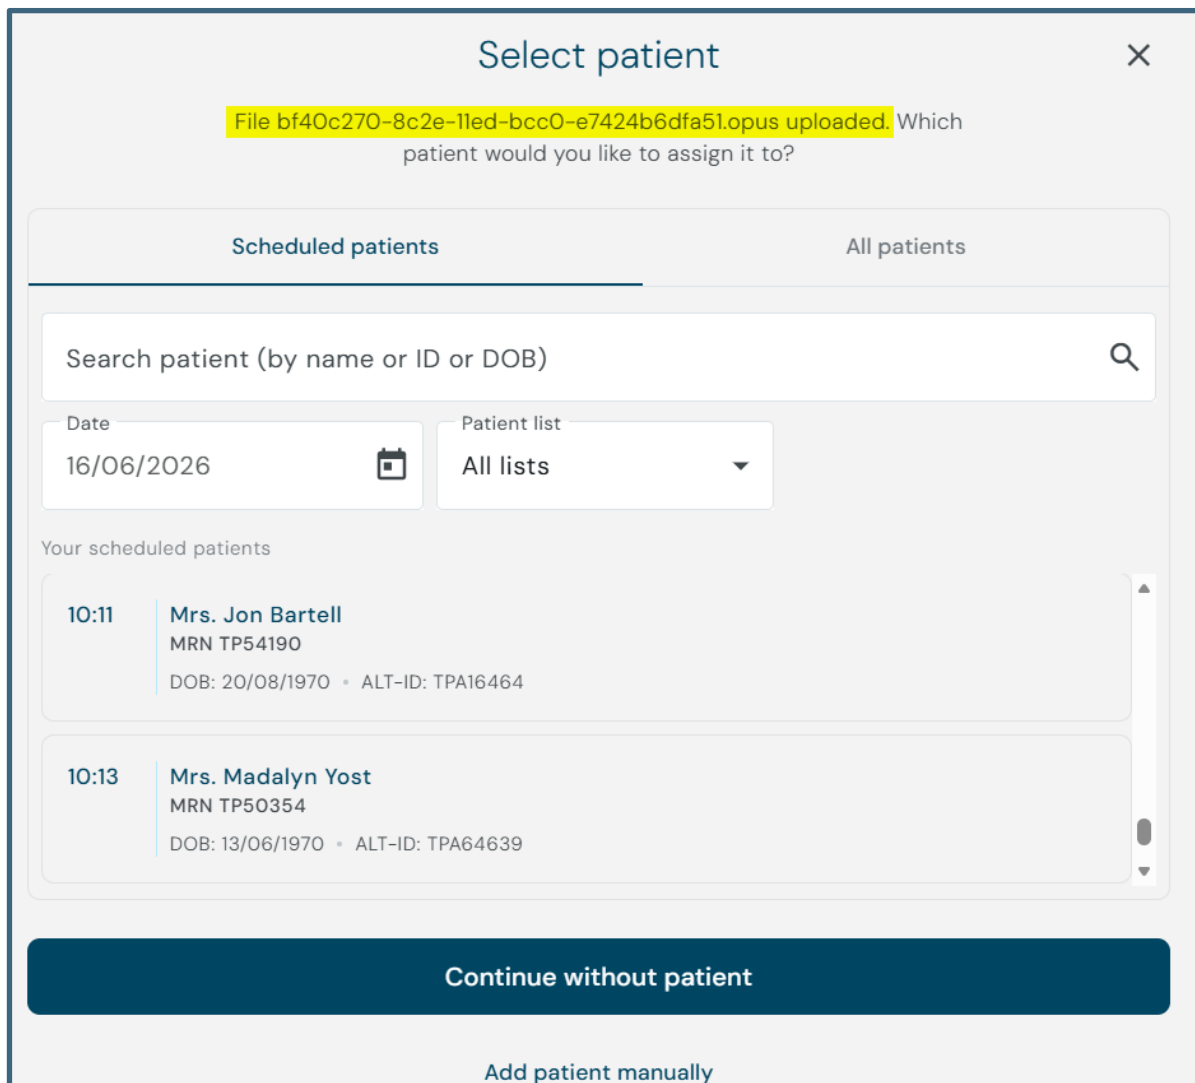 Select patient
File bf40c270-8c2e-11ed-bcc0-e7424b6dfa51.opus uploaded. Which
patient would you like to assign it to?
Scheduled patients
All patients
Search patient (by name or ID or DOB)
Date
Patient list
16/06/2026
All lists
Your scheduled patients
10:11
Mrs. Jon Bartell
MRN TP54190
DOB: 20/08/1970 • ALT-ID: TPA16464
10:13
Mrs. Madalyn Yost
MRN TP50354
DOB: 13/06/1970 • ALT-ID: TPA64639
Continue without patient
Add patient manually